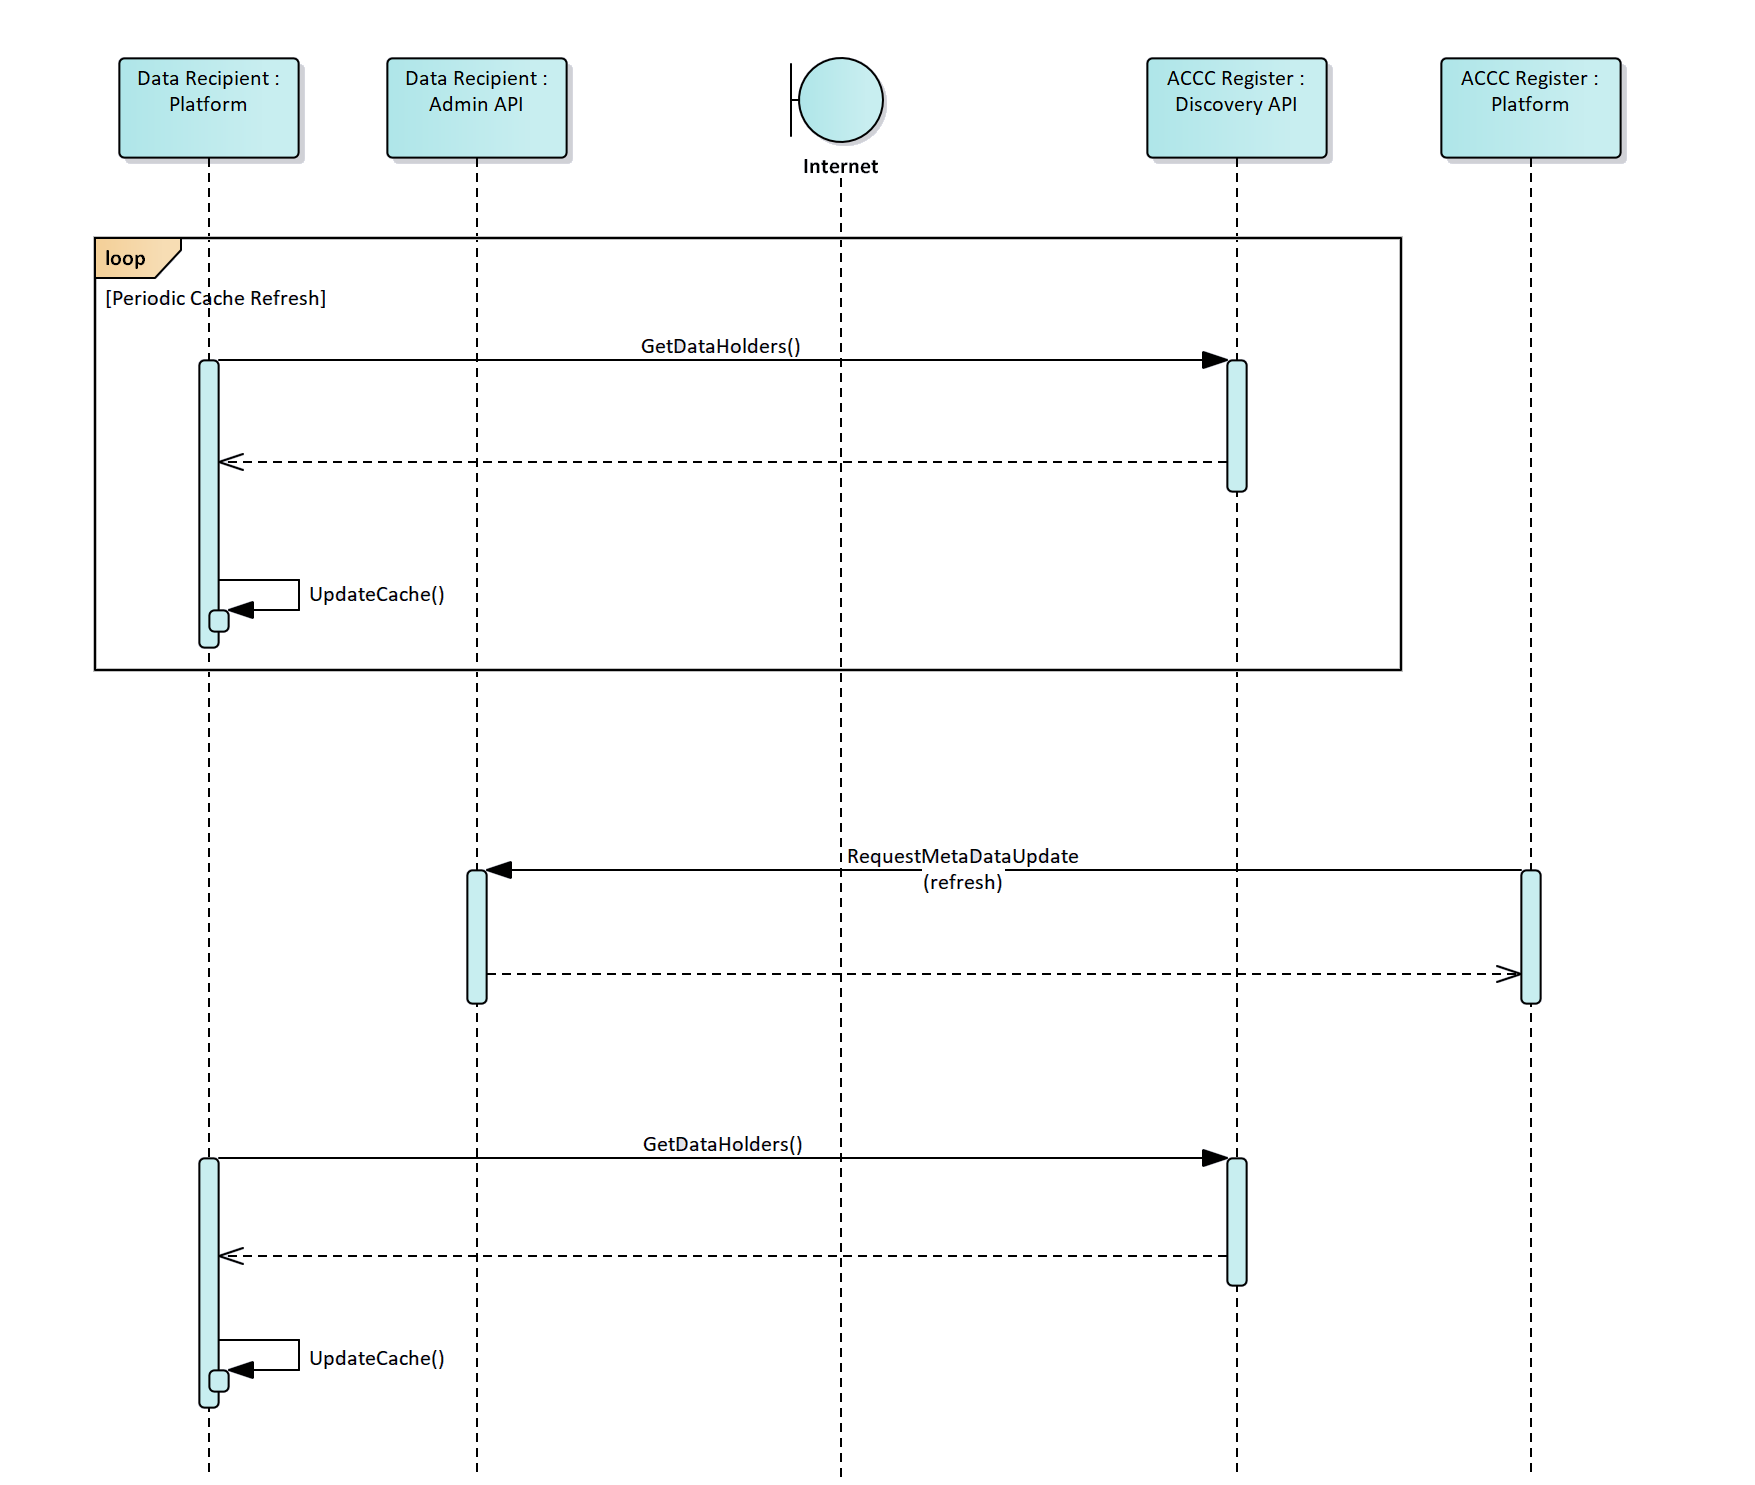 Data Recipient :
Platform
Data Recipient :
Admin API
Internet
ACCC Register :
Discovery API
ACCC Register :
Platform
loop
[Periodic Cache Refresh]
GetDataHolders()
UpdateCache()
RequestMetaDataUpdate
(refresh)
GetDataHolders()
UpdateCache()